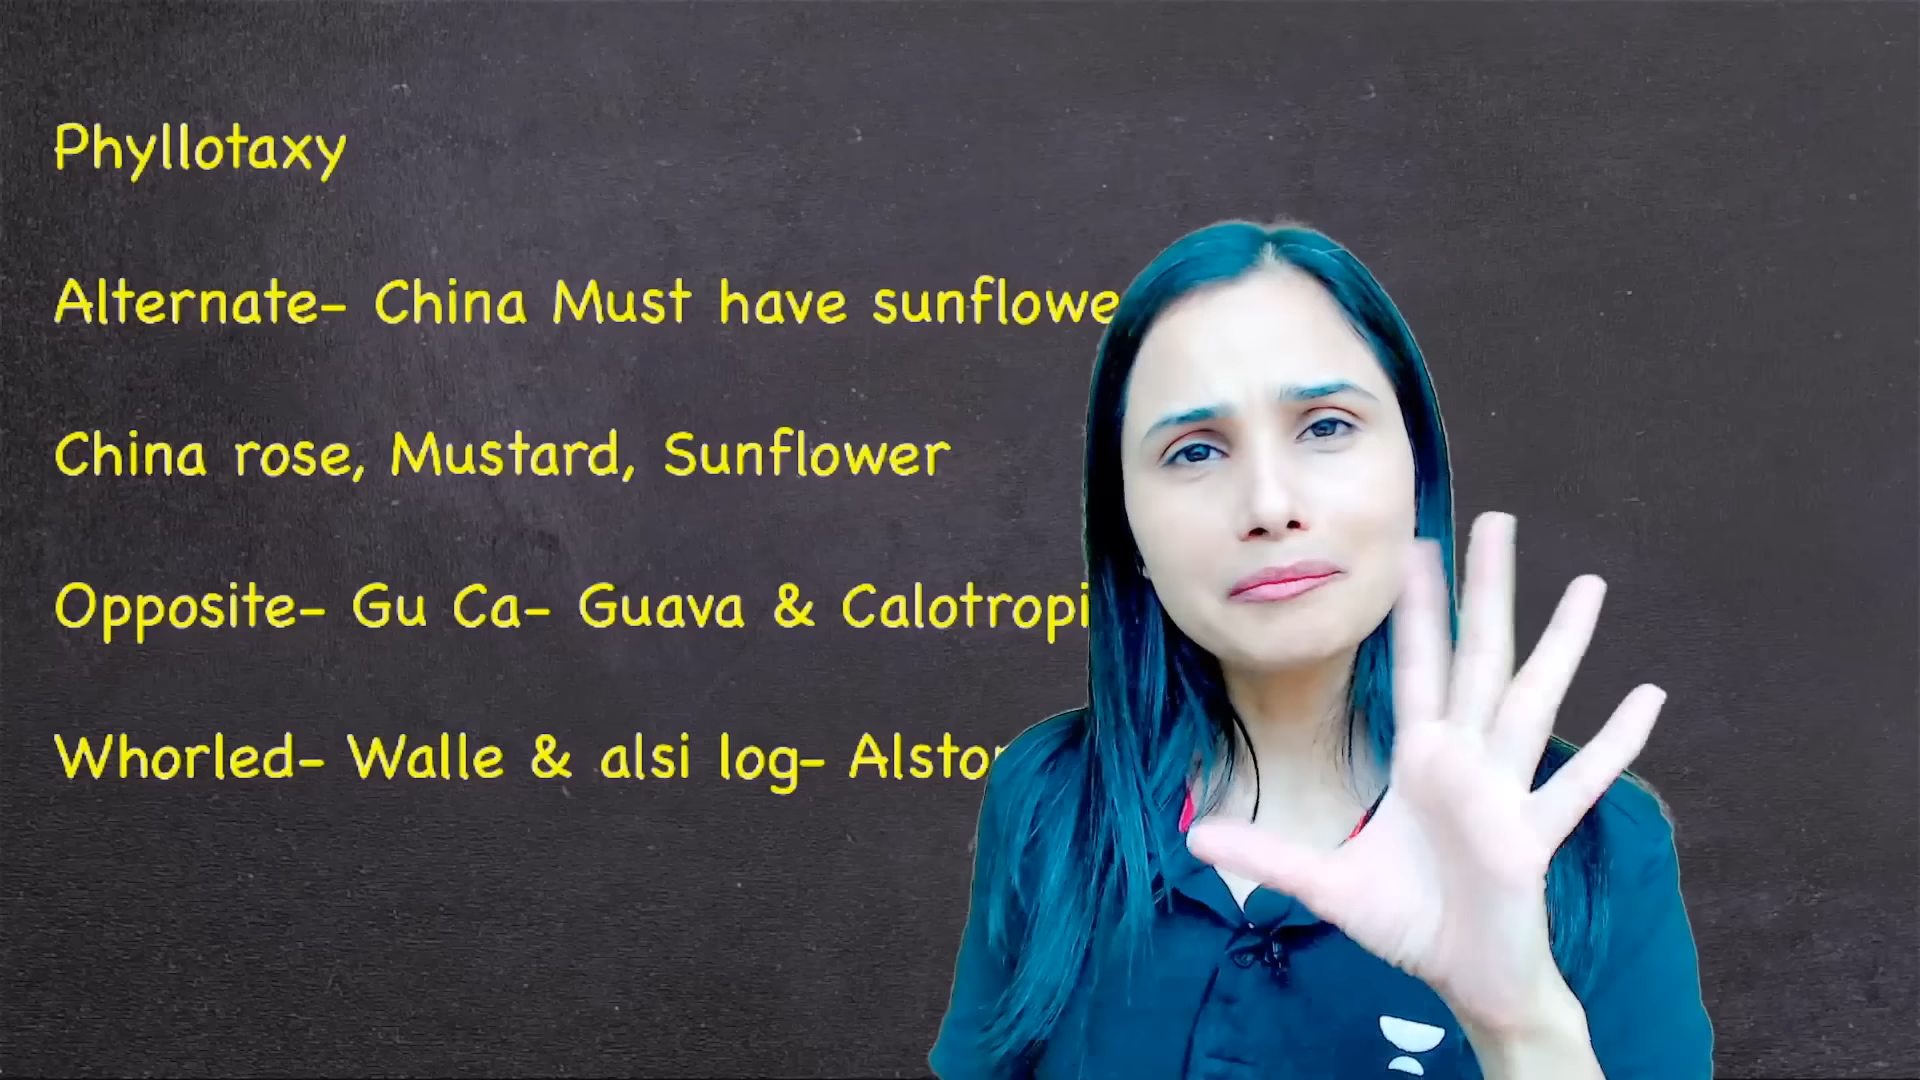 Phyllotaxy
Alternate- China Must have sunflowe
China rose, Mustard, Sunflower
Opposite- Gu Ca- Guava & Calotropi
Whorled- Walle & alsi log- Alsto